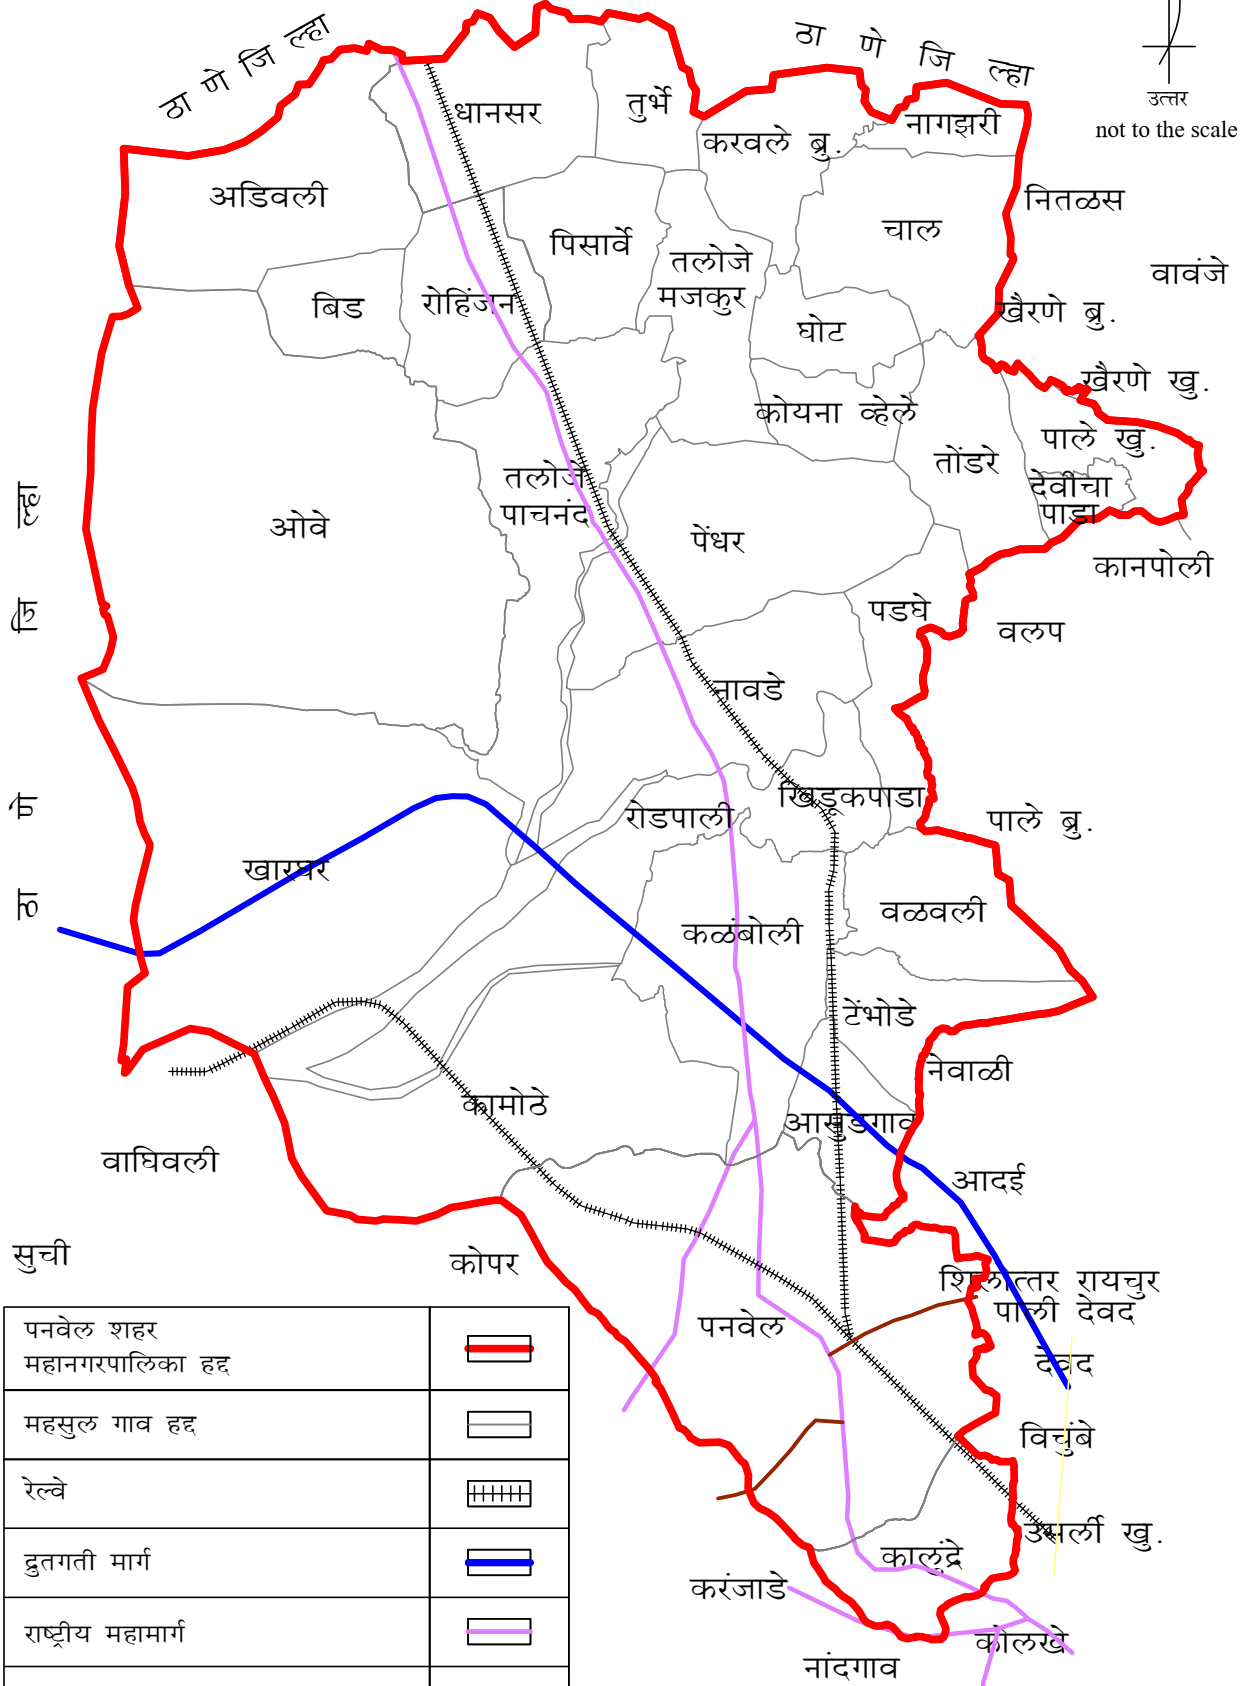 ठाणे जिल्हा
ठाणे जिल्हा
उत्तर
not to the scale
धानसर
तुर्भे
करवले बु.
नागझरी
अडिवली
नितळस
चाल
पिसार्वे
तलोजे
मजकुर
वावंजे
बिड
रोहिंजन
घोट
खैरणे बु.
खैरणे खु.
कोयना व्हेले
पाले खु.
तोंडरे
तलोजे
पाचनंद
देवीचा
पाडा
ओवे
पेंधर
कानपोली
पडघे
वलप
नावडे
खिडुकपाडा
रोडपाली
पाले बु.
खारघर
वळवली
कळंबोली
टेंभोडे
नेवाळी
कामोठे
आसुडगाव
वाघिवली
आदई
कोपर
शिलोत्तर रायचुर
पाली देवद
पनवेल
देवद
विचुंबे
उसर्ली खु.
कालुंद्रे
करंजाडे
कोलखे
नांदगाव
सुची
पनवेल शहर
महानगरपालिका हद्द
महसुल गाव हद्द
रेल्वे
द्रुतगती मार्ग
राष्ट्रीय महामार्ग